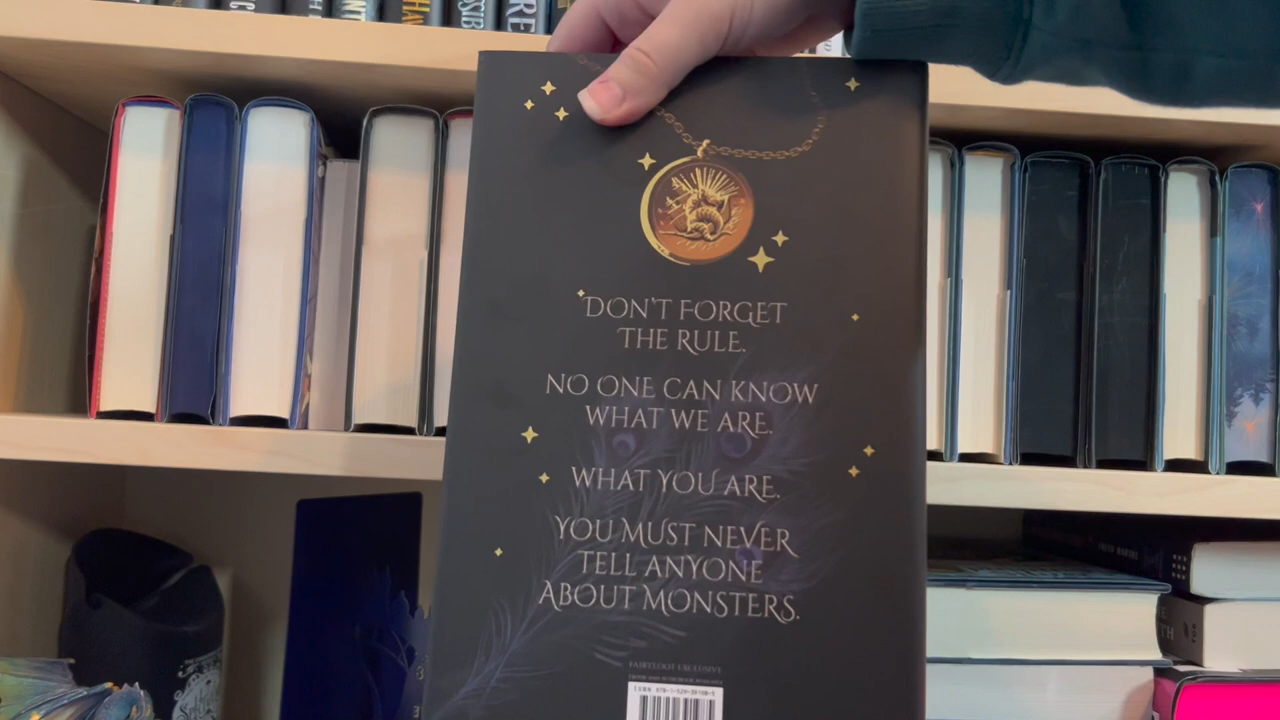 DON'T FORGET
THE RULE.
NO ONE CAN KNOW
WHAT WE ARE.
WHAT YOU ARE.
YOU MUST NEVER
TELL ANYONE
ABOUT MONSTERS.
FAIRYLOOT EXCLUSIVE